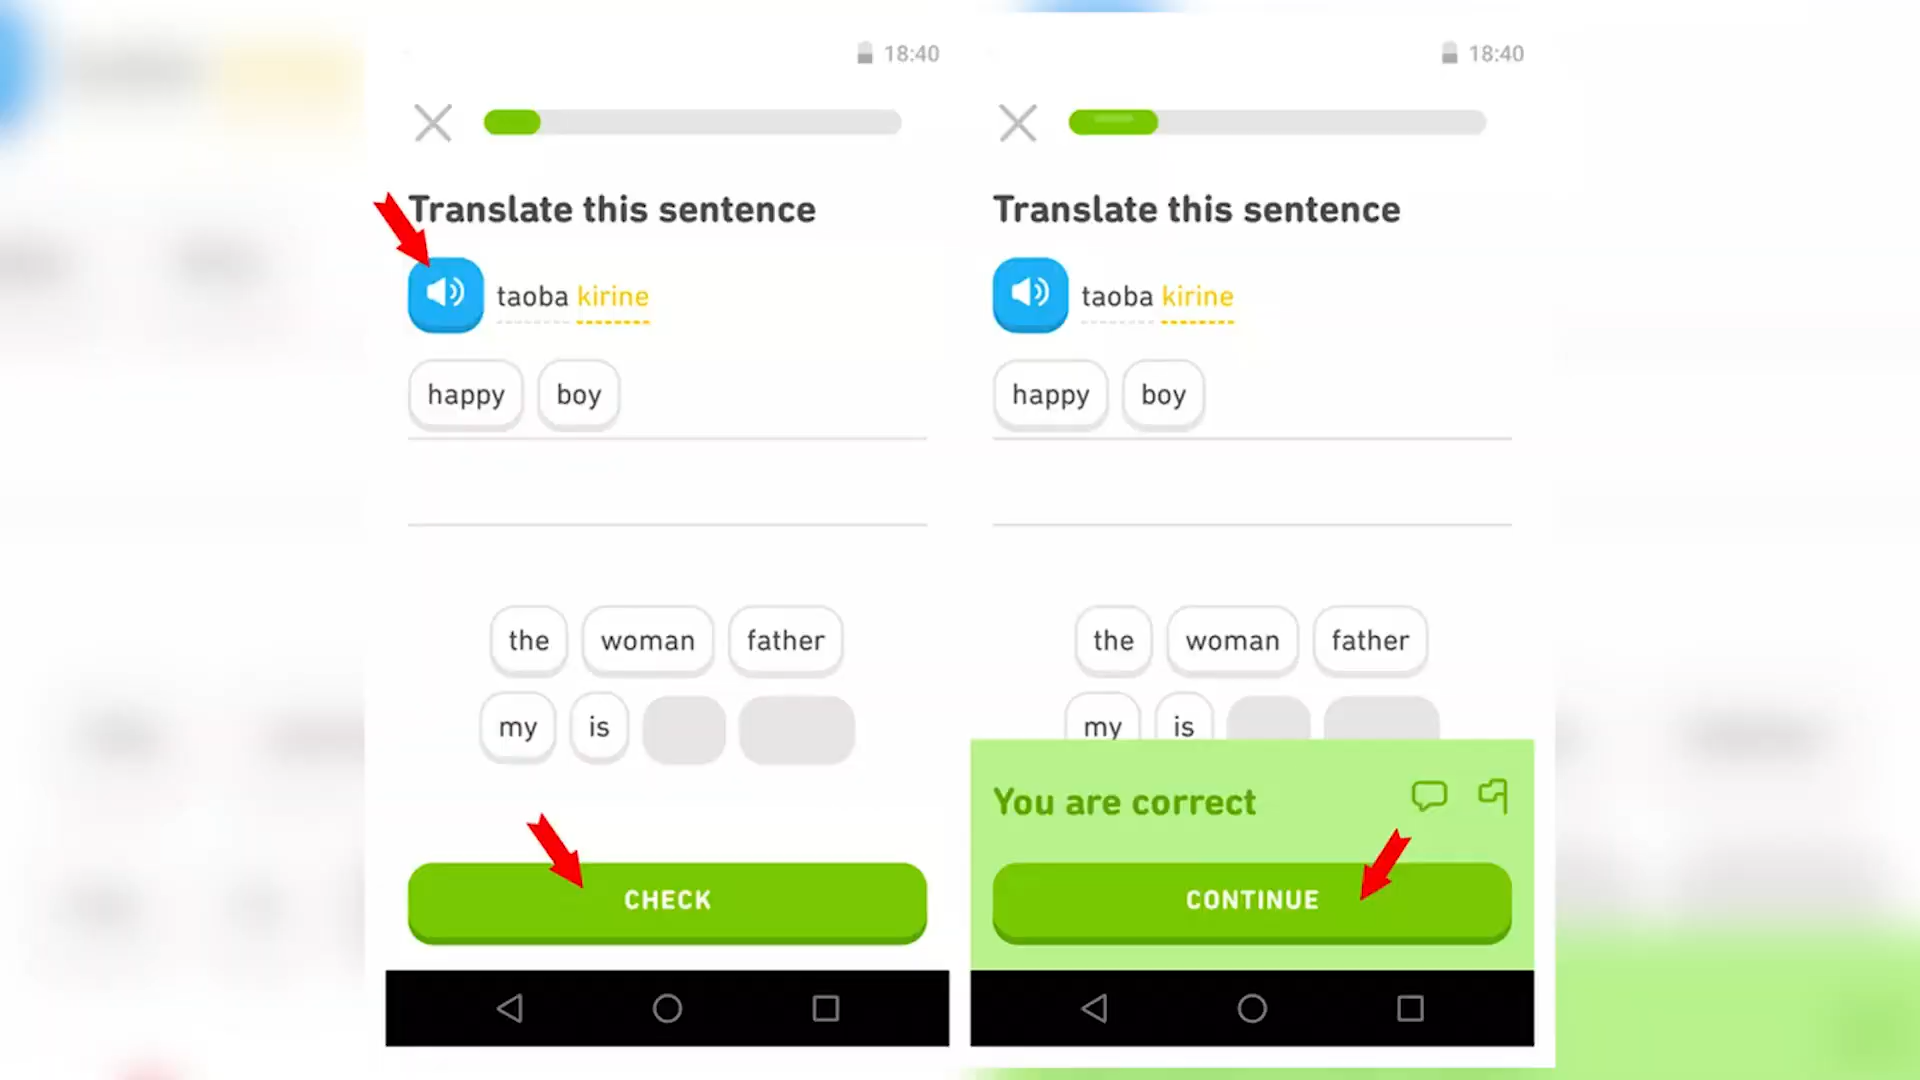 18:40
Translate this sentence
taoba kirine
happy boy
the woman father
my is
CHECK
18:40
Translate this sentence
taoba kirine
happy boy
the woman father
my is
You are correct
CONTINUE